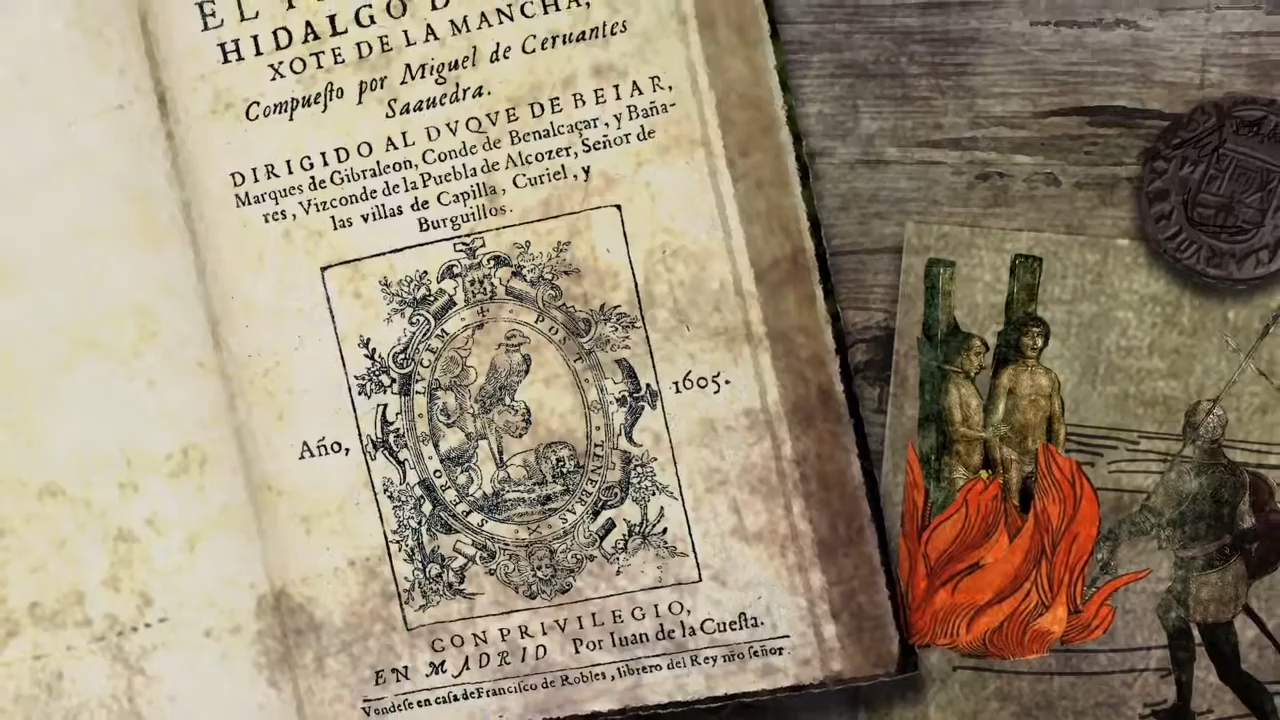 HIDALGO
XOTE DE LA MANCHA,
Compuesto por Miguel de Ceruantes
Saauedra.
DIRIGIDO AL DVQVE DE BEIAR,
Marques de Gibraleon, Conde de Benalcaçar, y Baña-
res, Vizconde de la Puebla de Alcozer, Señor de
las villas de Capilla, Curiel, y
Burguillos.
SPERO LVCEM POST TENEBRAS
Año, 1605.
CON PRIVILEGIO,
EN MADRID Por Iuan de la Cuesta.
Vendese en casa de Francisco de Robles, librero del Rey nro señor.